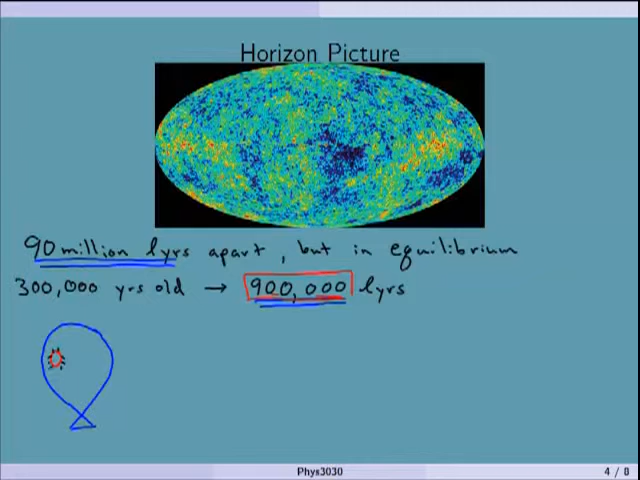 Horizon Picture
90 million lyrs apart, but in equilibrium
300,000 yrs old → 900,000 lyrs
Phys3030
4 / 8